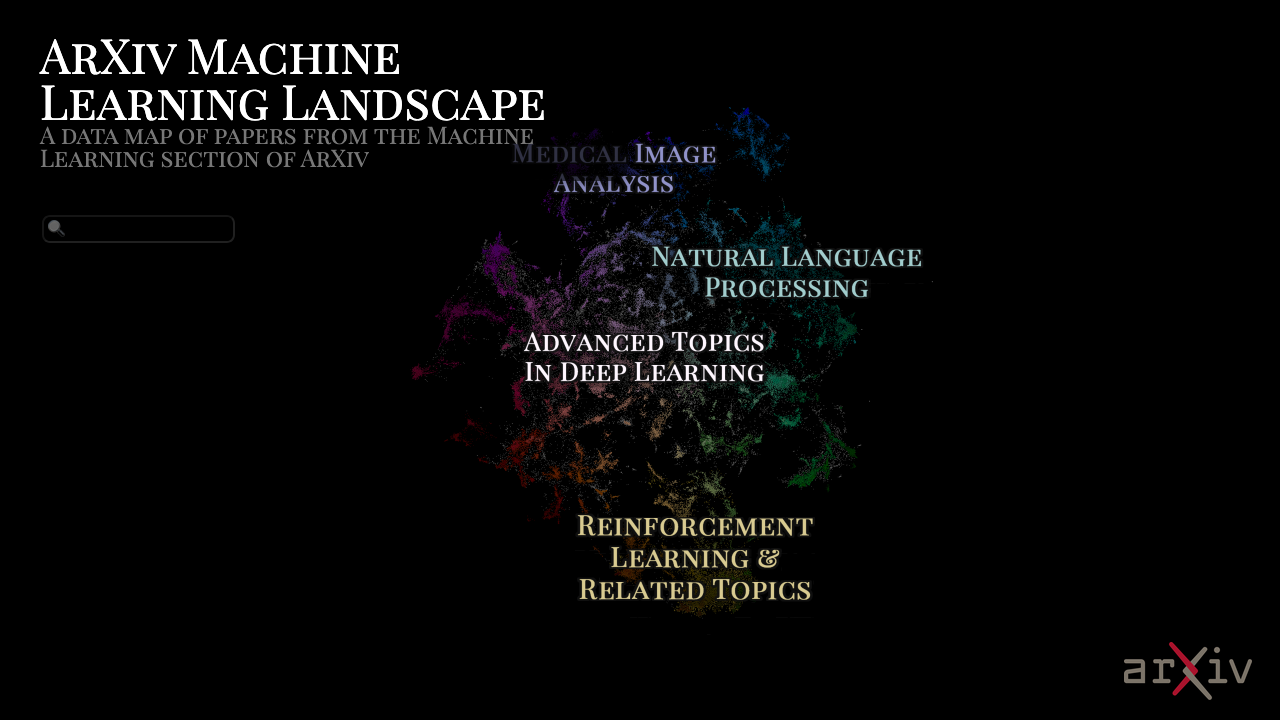 ArXiv Machine
Learning Landscape
A data map of papers from the Machine
Learning section of ArXiv
Medical Image
Analysis
Natural Language
Processing
Advanced Topics
In Deep Learning
Reinforcement
Learning &
Related Topics
arXiv